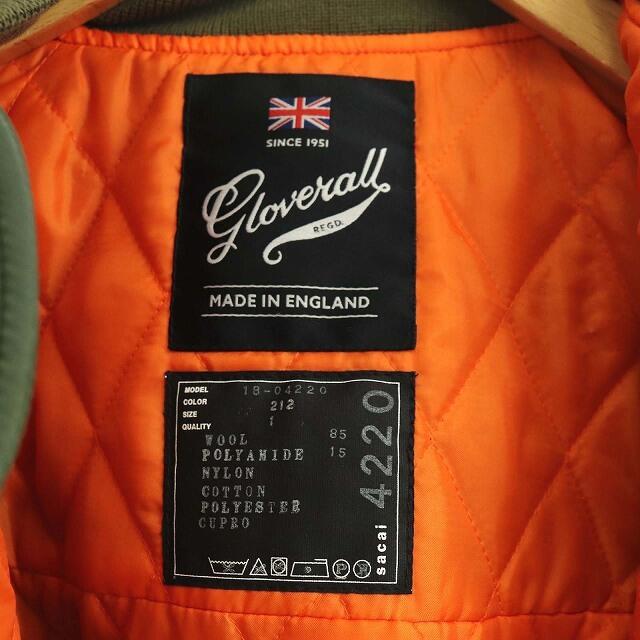 SINCE 1951
Gloverall
REGD.
MADE IN ENGLAND
MODEL 18-04220
COLOR 212
SIZE 1
QUALITY
WOOL 85
POLYAMIDE 15
NYLON
COTTON
POLYESTER
CUPRO
sacai 4220